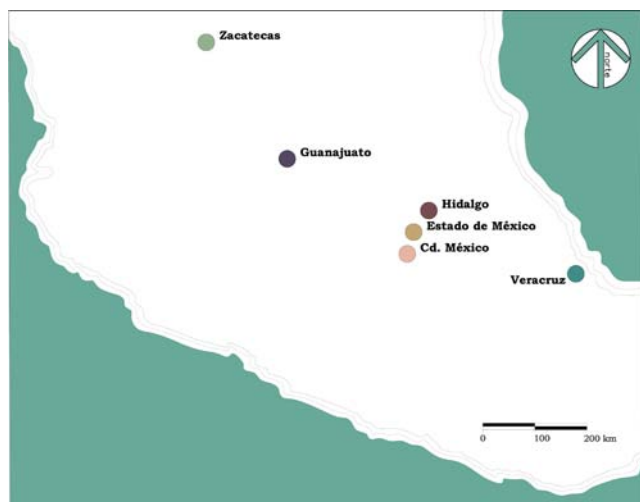 Zacatecas
norte
Guanajuato
Hidalgo
Estado de México
Cd. México
Veracruz
0 100 200 km